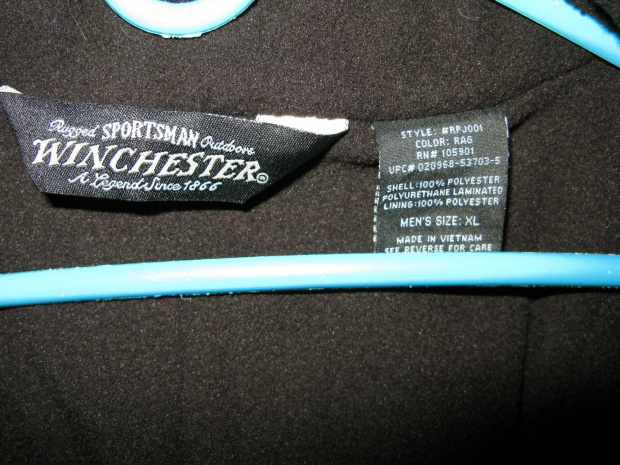 Rugged SPORTSMAN Outdoors
WINCHESTER®
A Legend Since 1866
STYLE: #RPJ001
COLOR: RAG
RN# 105901
UPC# 020968-53703-5
SHELL:100% POLYESTER
POLYURETHANE LAMINATED
LINING:100% POLYESTER
MEN'S SIZE: XL
MADE IN VIETNAM
SEE REVERSE FOR CARE